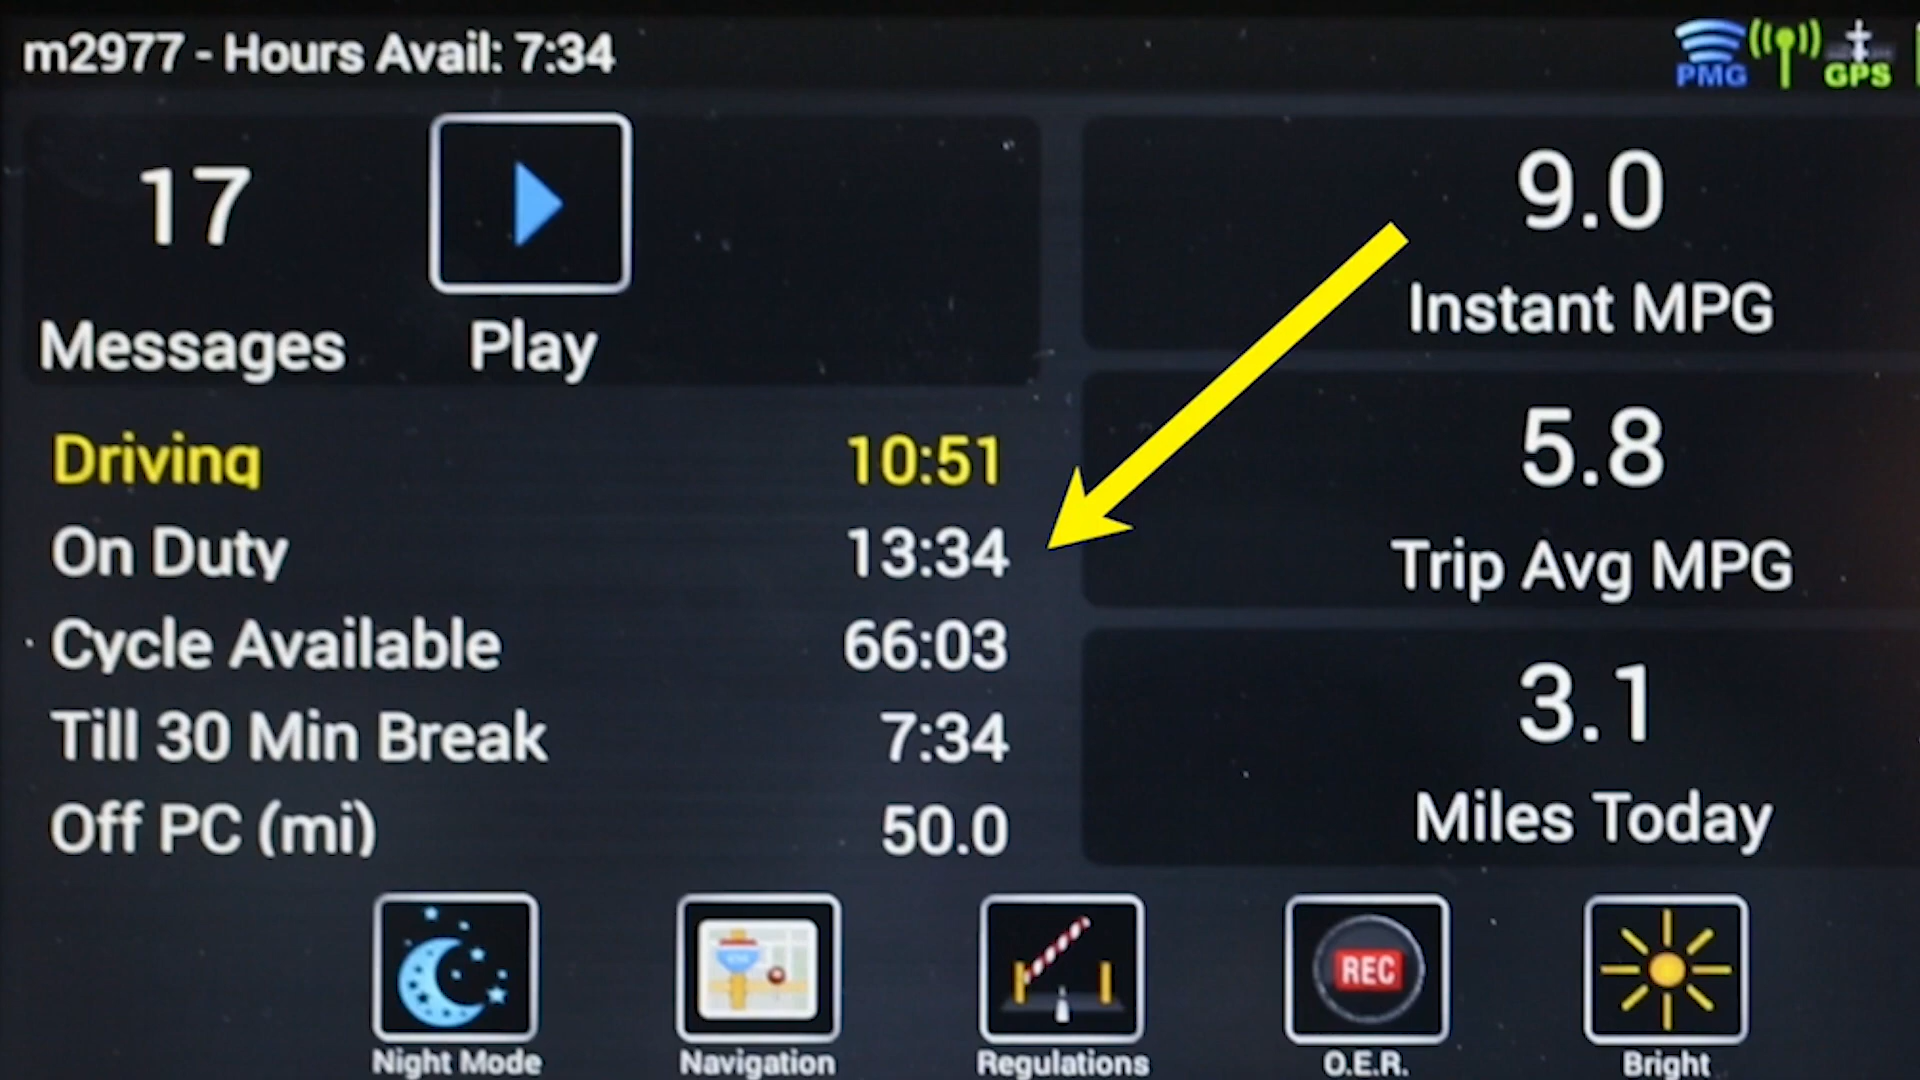 m2977 - Hours Avail: 7:34
PMG
GPS
17
Messages
Play
9.0
Instant MPG
5.8
Trip Avg MPG
3.1
Miles Today
Driving 10:51
On Duty 13:34
Cycle Available 66:03
Till 30 Min Break 7:34
Off PC (mi) 50.0
REC
Night Mode
Navigation
Regulations
O.E.R.
Bright